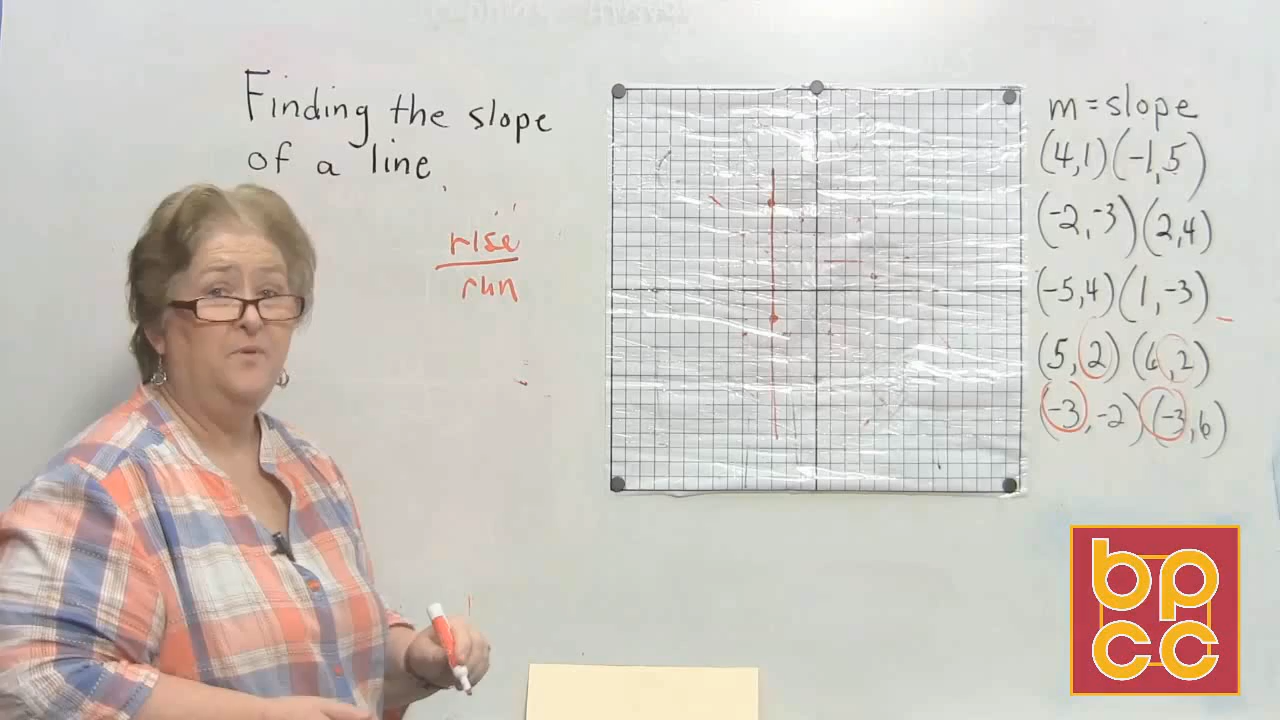 Finding the slope
of a line
rise
run
m = slope
(4,1)(-1,5)
(-2,-3)(2,4)
(-5,4)(1,-3)
(5,2)(6,2)
(-3,-2)(-3,6)
bp
cc